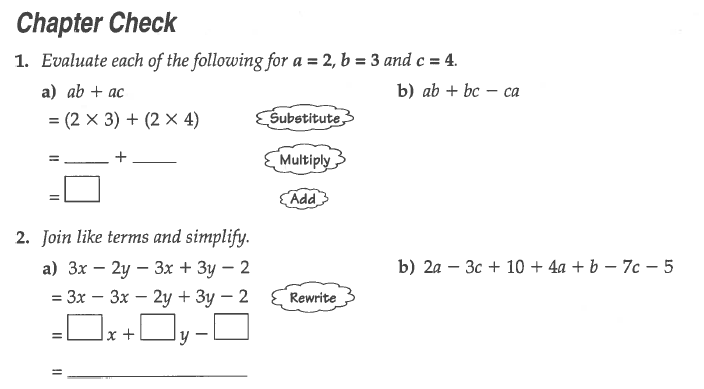 Chapter Check
1. Evaluate each of the following for a = 2, b = 3 and c = 4.
a) ab + ac
b) ab + bc − ca
= (2 × 3) + (2 × 4) Substitute
= ____ + ____ Multiply
= □ Add
2. Join like terms and simplify.
a) 3x − 2y − 3x + 3y − 2
b) 2a − 3c + 10 + 4a + b − 7c − 5
= 3x − 3x − 2y + 3y − 2 Rewrite
= □x + □y − □
= ____